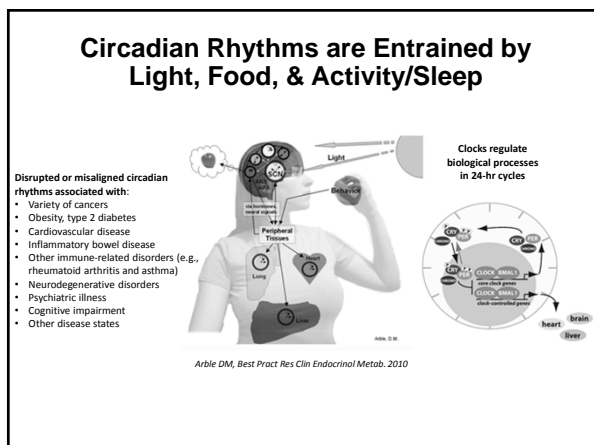 Circadian Rhythms are Entrained by
Light, Food, & Activity/Sleep
Disrupted or misaligned circadian
rhythms associated with:
• Variety of cancers
• Obesity, type 2 diabetes
• Cardiovascular disease
• Inflammatory bowel disease
• Other immune-related disorders (e.g.,
rheumatoid arthritis and asthma)
• Neurodegenerative disorders
• Psychiatric illness
• Cognitive impairment
• Other disease states
Light
SCN
Behavior
via hormones,
neural signals
Peripheral
Tissues
Heart
Lung
Liver
Arble, D.M.
Arble DM, Best Pract Res Clin Endocrinol Metab. 2010
Clocks regulate
biological processes
in 24-hr cycles
P
CRY
PER
CRY
PER
P
CRY
PER
CLOCK BMAL1
core clock genes
CLOCK BMAL1
clock-controlled genes
brain
heart
liver